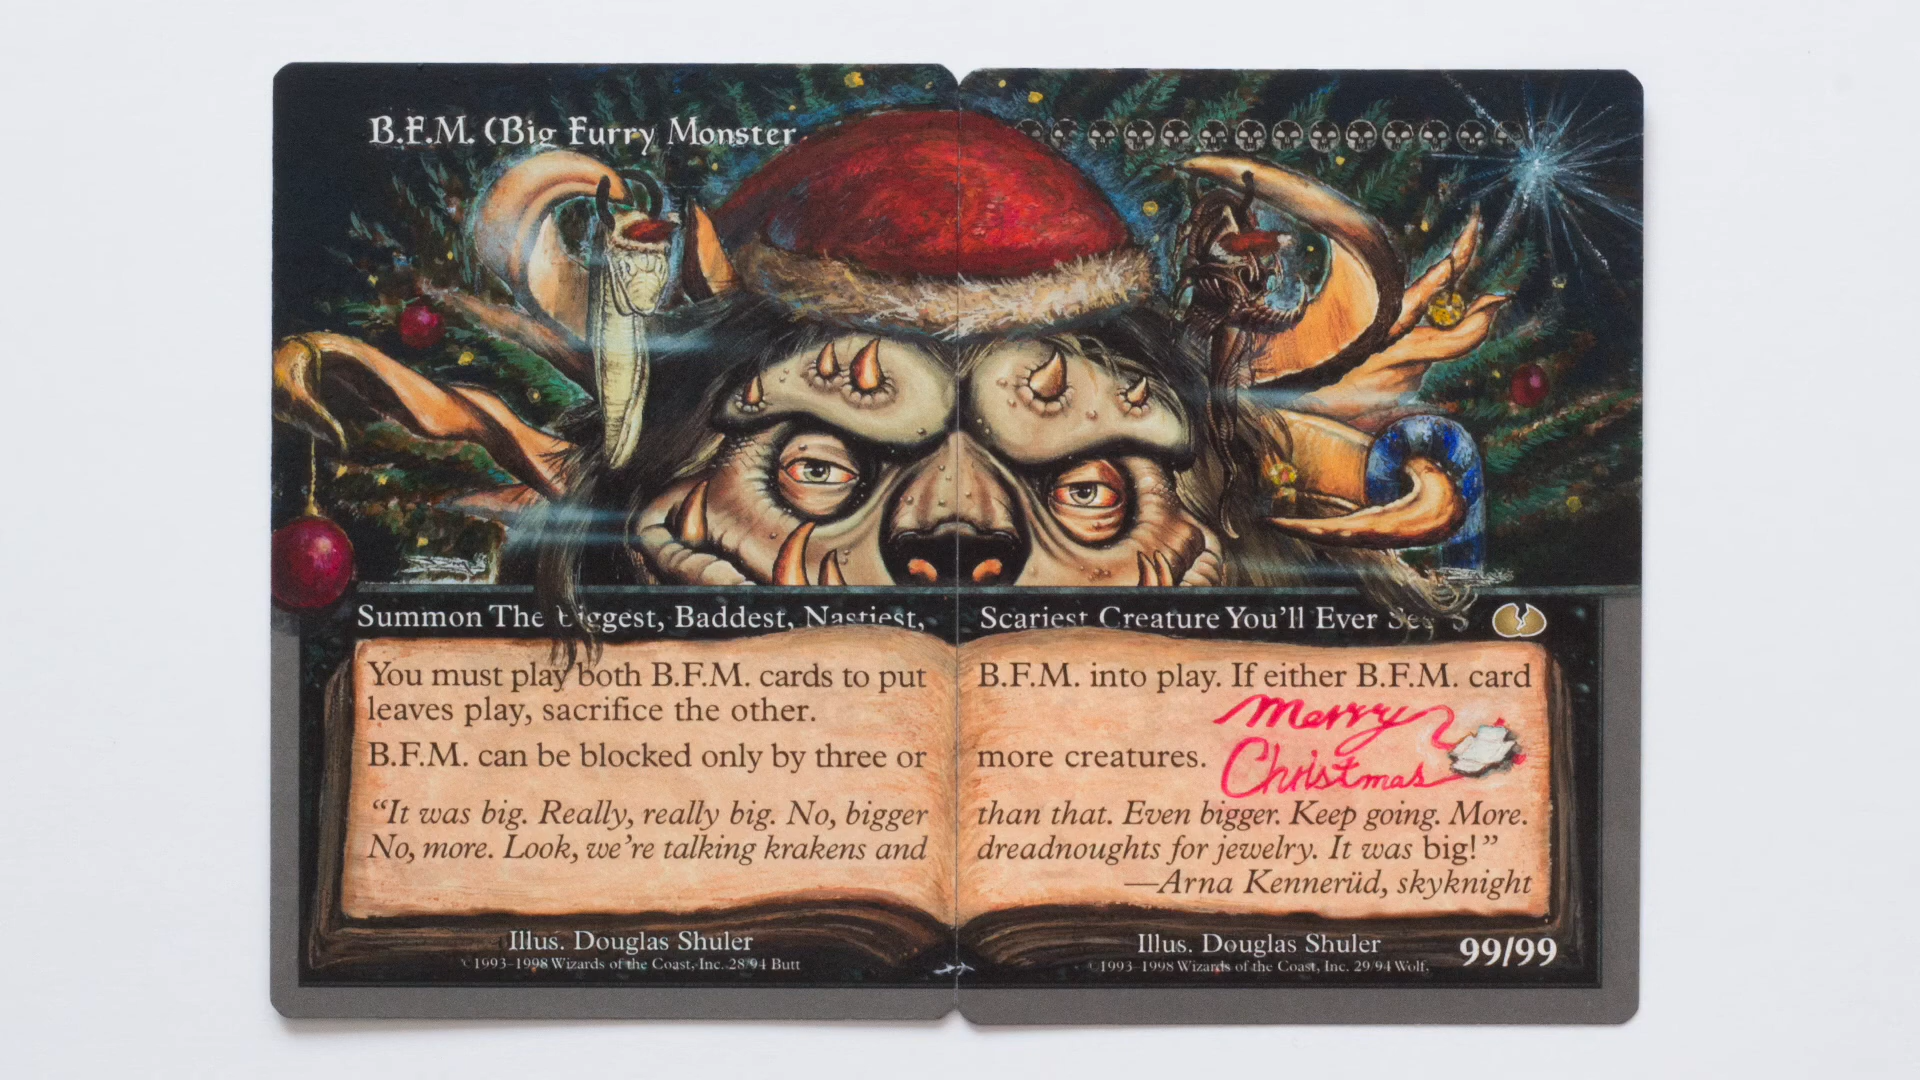 B.F.M. (Big Furry Monster
Summon The Biggest, Baddest, Nastiest, Scariest Creature You'll Ever See
You must play both B.F.M. cards to put B.F.M. into play. If either B.F.M. card
leaves play, sacrifice the other.
Merry
B.F.M. can be blocked only by three or more creatures.
Christmas
“It was big. Really, really big. No, bigger than that. Even bigger. Keep going. More.
No, more. Look, we're talking krakens and dreadnoughts for jewelry. It was big!”
—Arna Kennerüd, skyknight
Illus. Douglas Shuler
© 1993–1998 Wizards of the Coast, Inc. 28/94 Butt
Illus. Douglas Shuler
99/99
© 1993–1998 Wizards of the Coast, Inc. 29/94 Wolf.